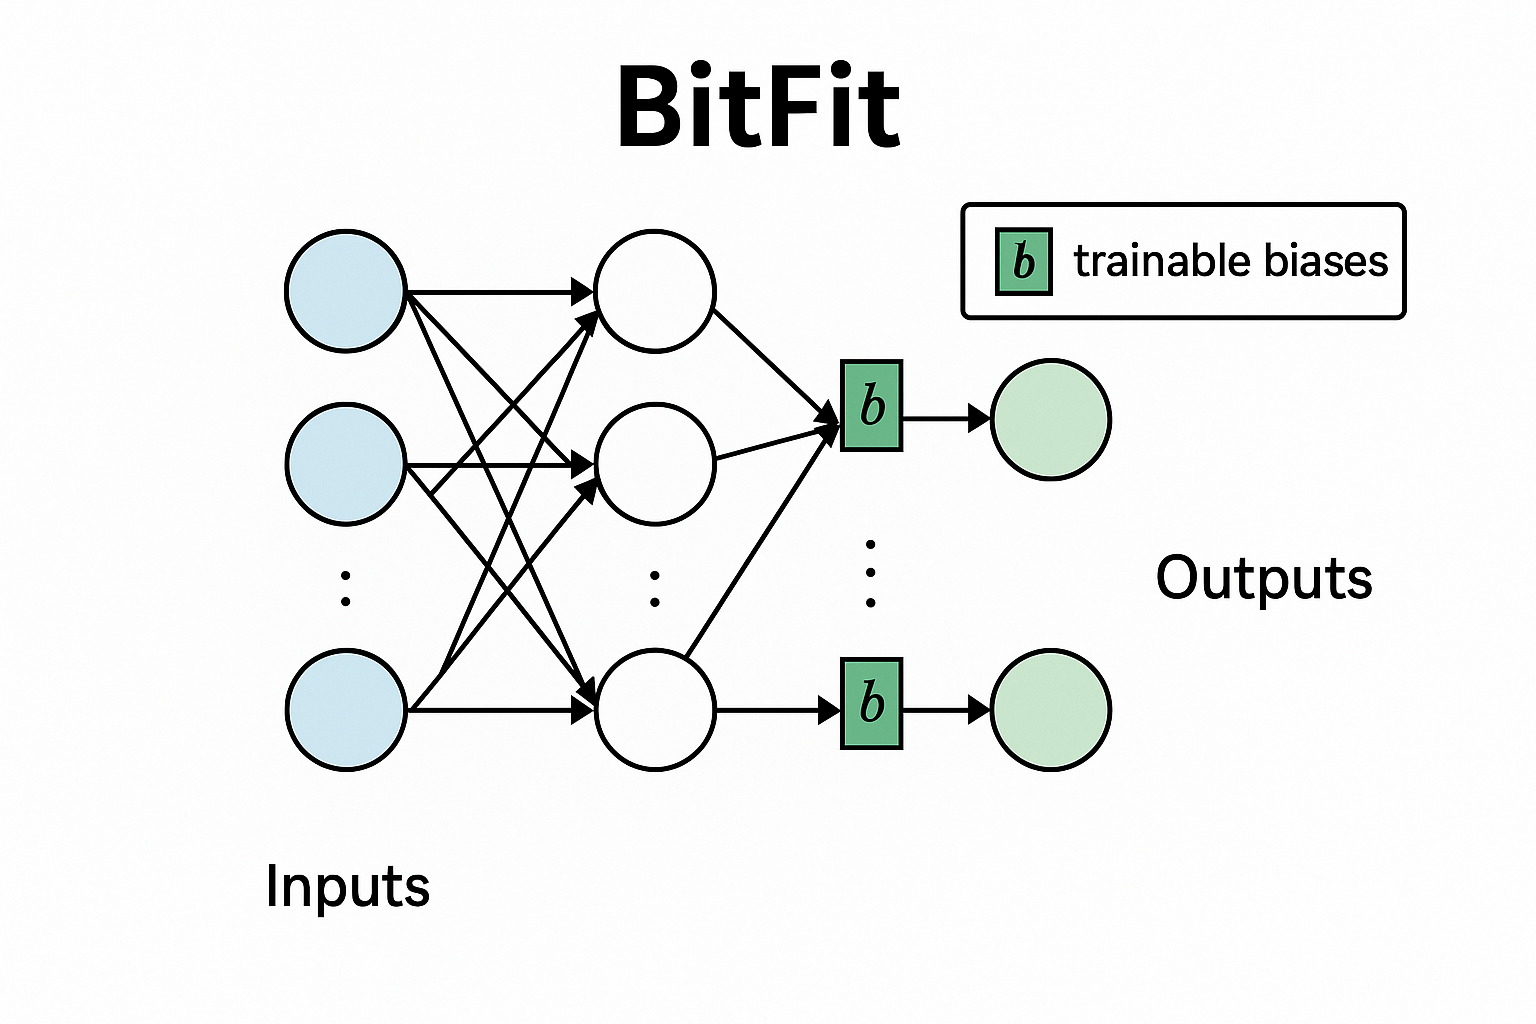 BitFit
b trainable biases
b
Outputs
b
Inputs